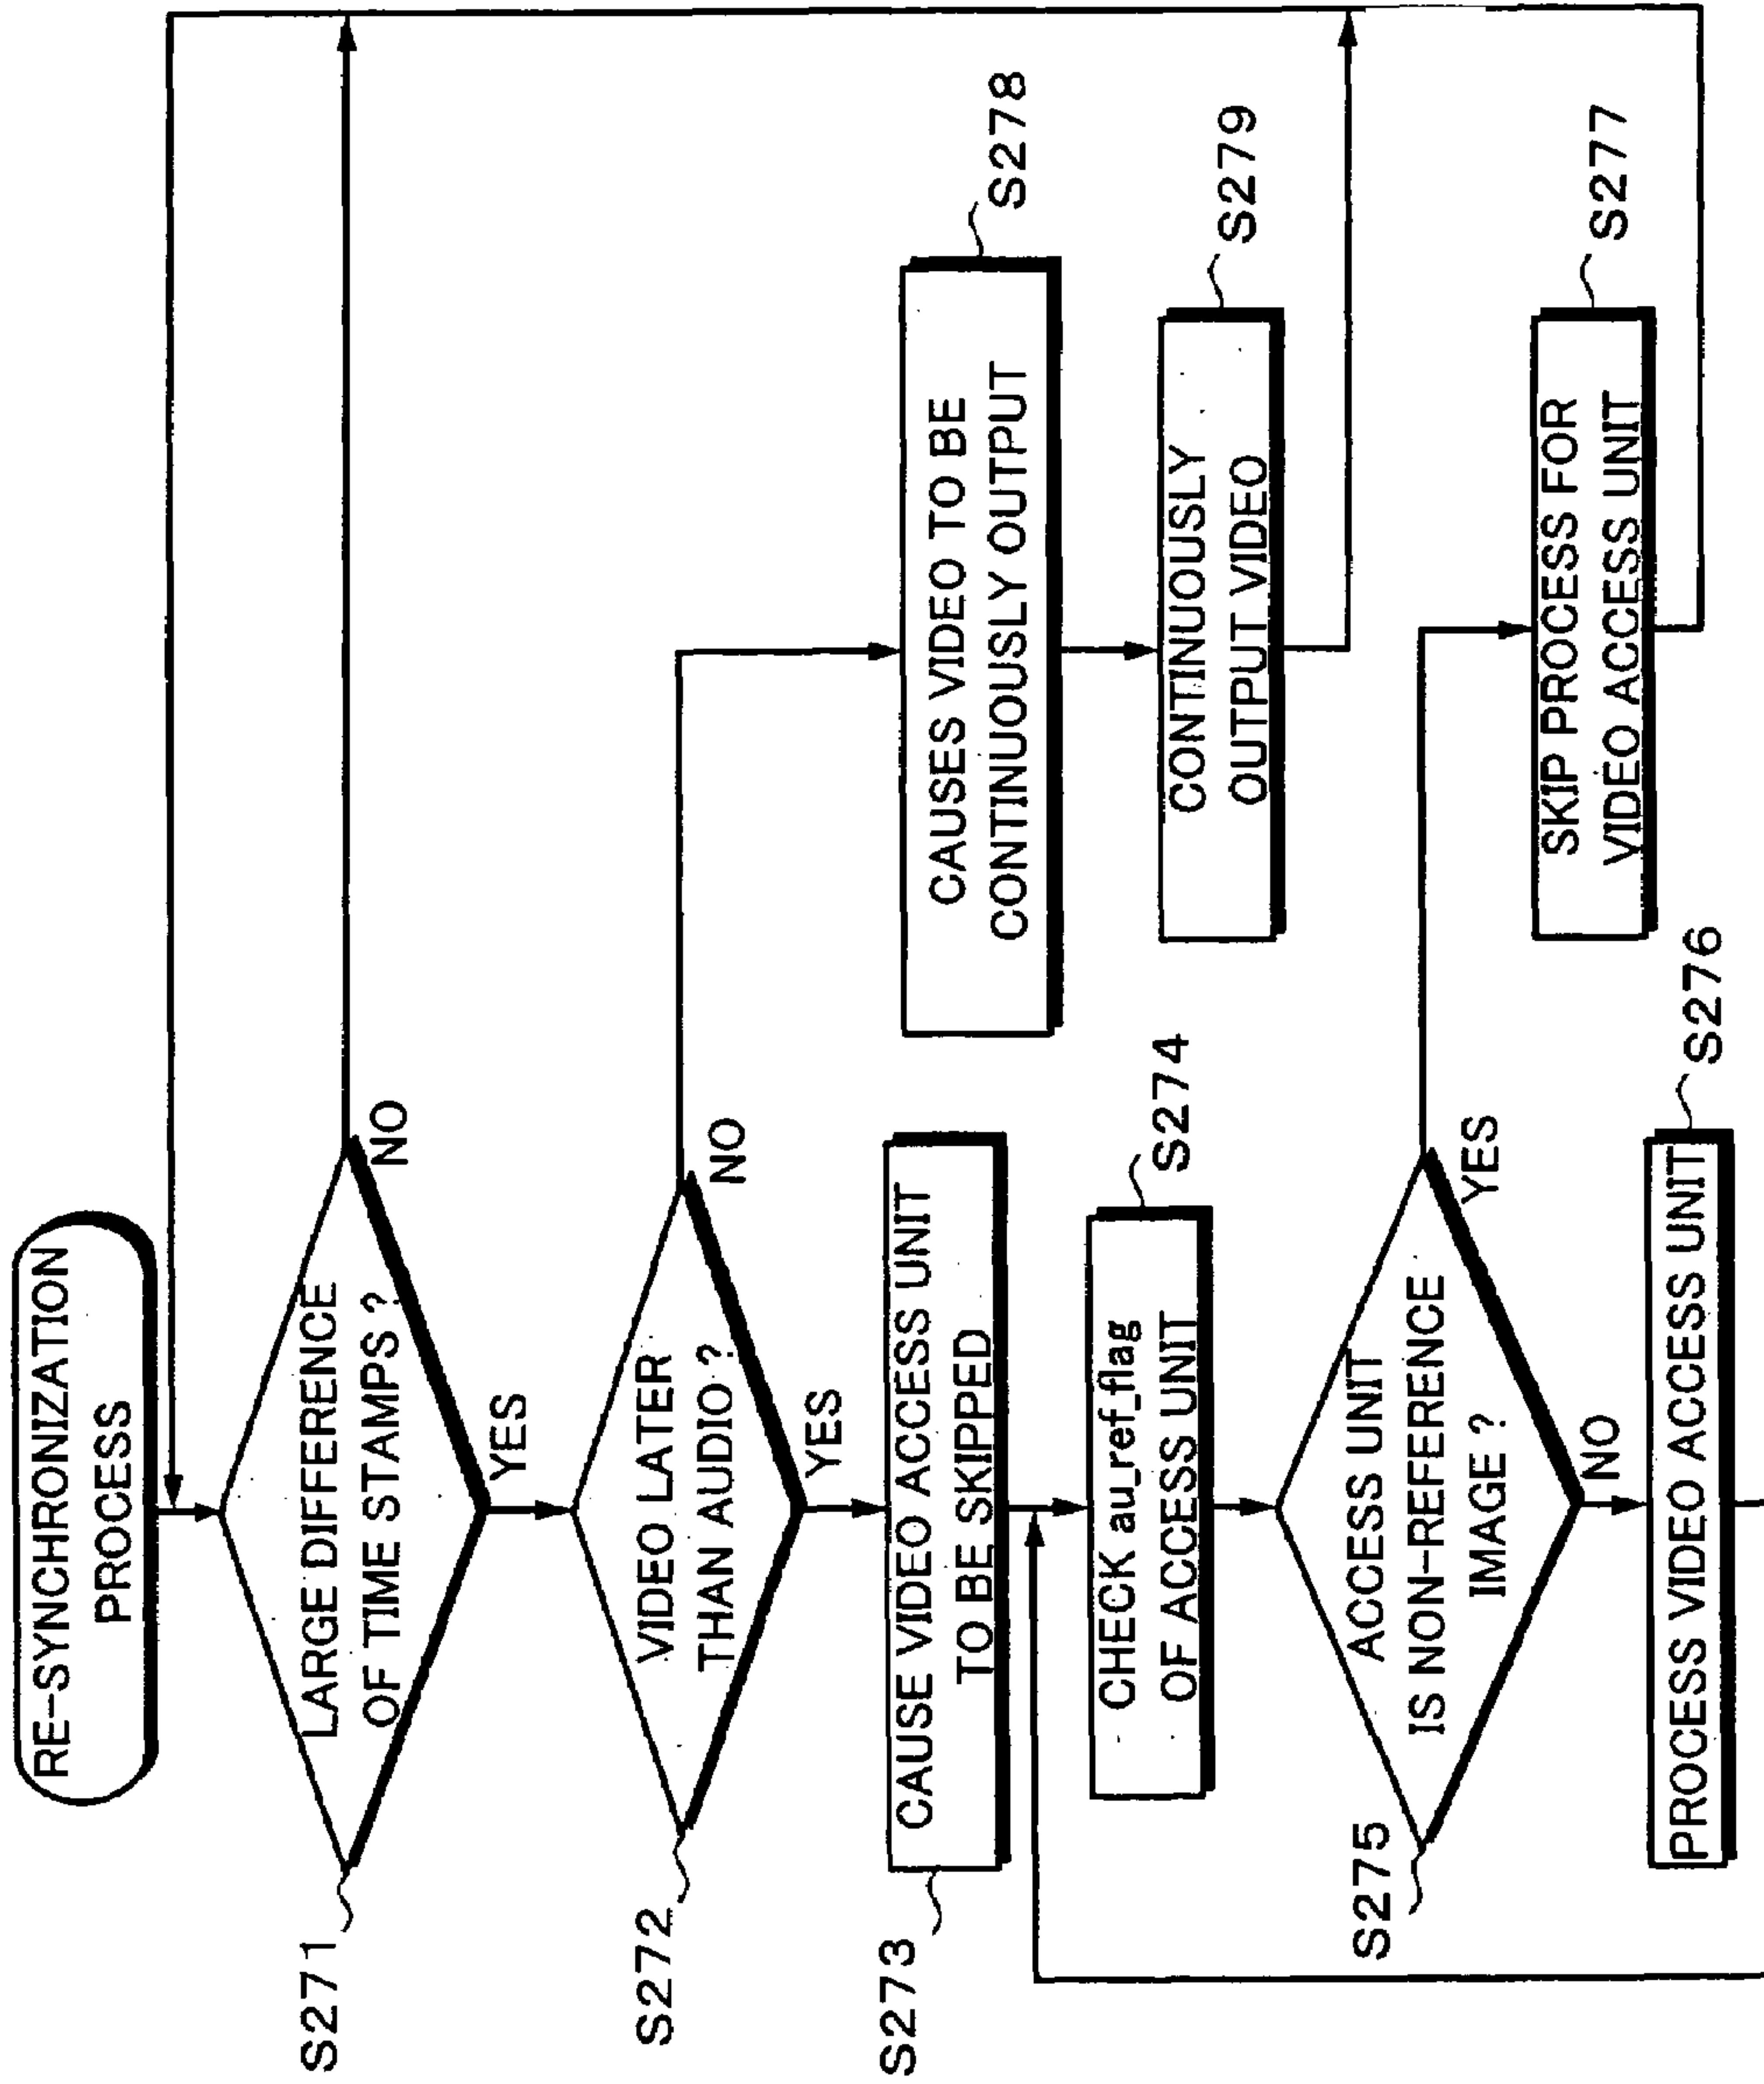 RE-SYNCHRONIZATION
PROCESS
S271
LARGE DIFFERENCE
OF TIME STAMPS ?
NO
YES
S272
VIDEO LATER
THAN AUDIO ?
NO
YES
S273
CAUSE VIDEO ACCESS UNIT
TO BE SKIPPED
CAUSES VIDEO TO BE
CONTINUOUSLY OUTPUT
S278
CHECK au_ref_flag
OF ACCESS UNIT
S274
CONTINUOUSLY
OUTPUT VIDEO
S279
S275
ACCESS UNIT
IS NON-REFERENCE
IMAGE ?
YES
NO
SKIP PROCESS FOR
VIDEO ACCESS UNIT
S277
PROCESS VIDEO ACCESS UNIT
S276